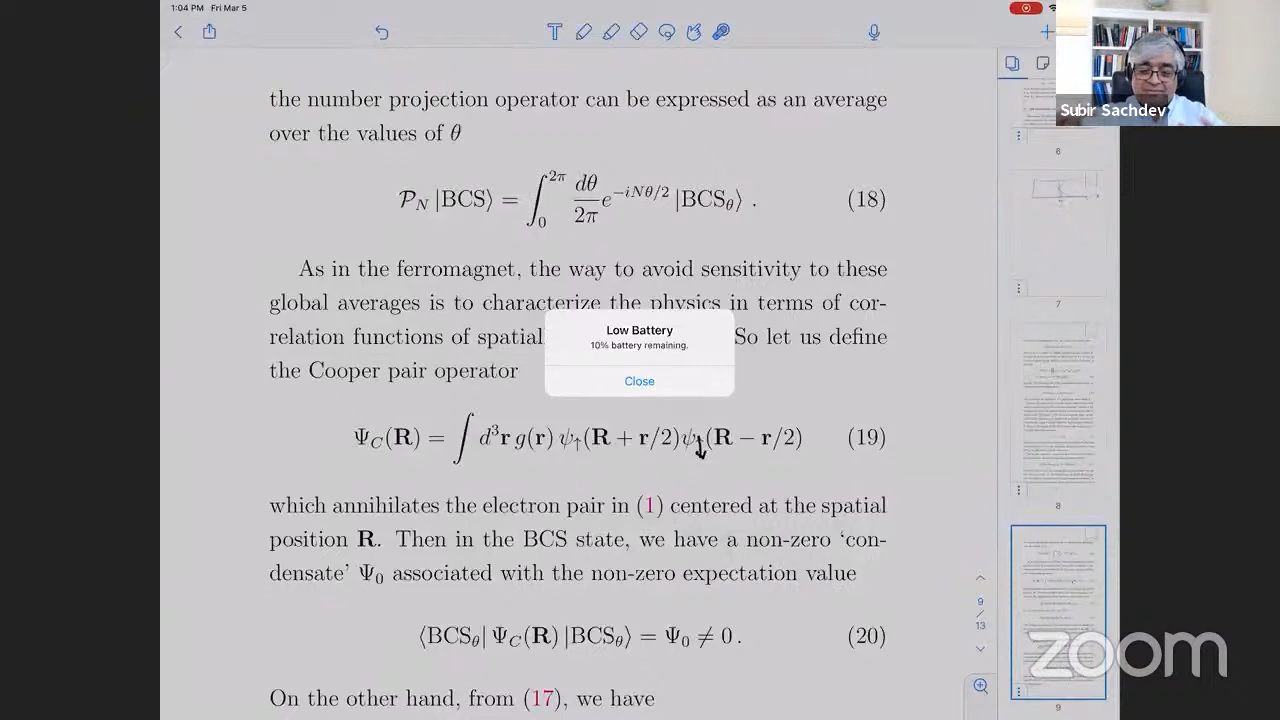 1:04 PM Fri Mar 5
the number projection operator can be expressed as an average
over the values of θ
𝒫_N |BCS⟩ = ∫_0^{2π} dθ/2π e^{−iNθ/2} |BCS_θ⟩ . (18)
As in the ferromagnet, the way to avoid sensitivity to these
global averages is to characterize the physics in terms of cor-
relation functions of spatial So let us define
the Cooper pair operator
Low Battery
10% battery remaining.
Close
Ψ_C(R) = ∫ d³r g(r) ψ↑(R + r/2)ψ↓(R − r/2) (19)
which annihilates the electron pair in (1) centered at the spatial
position R. Then in the BCS state, we have a non-zero ‘con-
densate’ Ψ₀ associated with the non-zero expectation value
⟨BCS_θ| Ψ_C(R) |BCS_θ⟩ = Ψ₀ ≠ 0 . (20)
On the other hand, from (17), we have
Subir Sachdev
6
7
8
9
9
13
zoom